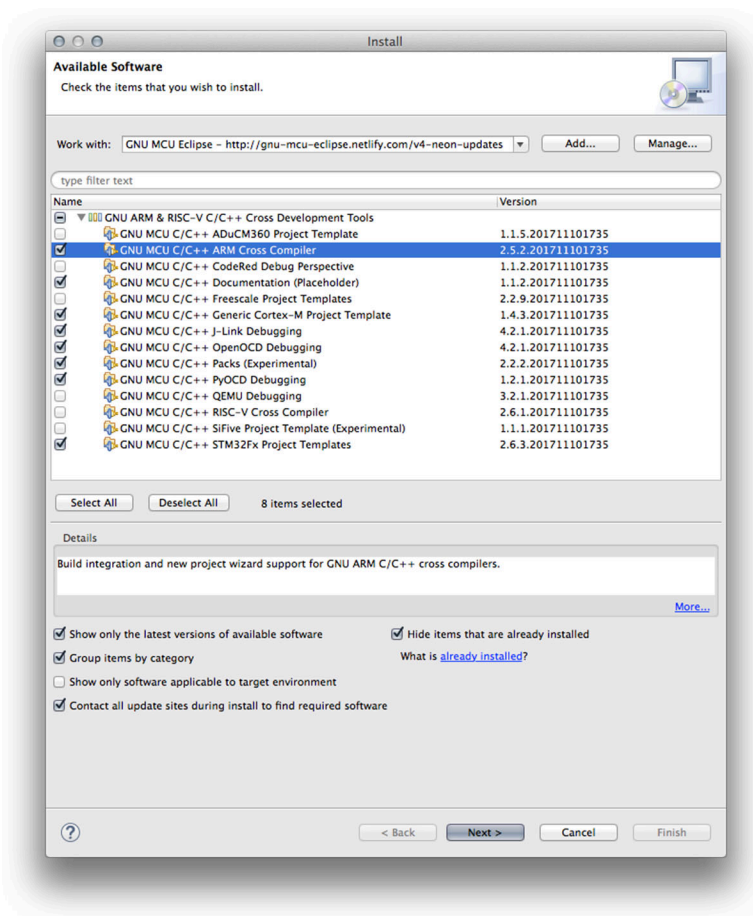 Install
Available Software
Check the items that you wish to install.
Work with: GNU MCU Eclipse – http://gnu-mcu-eclipse.netlify.com/v4-neon-updates Add... Manage...
type filter text
Name Version
GNU ARM & RISC-V C/C++ Cross Development Tools
GNU MCU C/C++ ADuCM360 Project Template 1.1.5.201711101735
GNU MCU C/C++ ARM Cross Compiler 2.5.2.201711101735
GNU MCU C/C++ CodeRed Debug Perspective 1.1.2.201711101735
GNU MCU C/C++ Documentation (Placeholder) 1.1.2.201711101735
GNU MCU C/C++ Freescale Project Templates 2.2.9.201711101735
GNU MCU C/C++ Generic Cortex-M Project Template 1.4.3.201711101735
GNU MCU C/C++ J-Link Debugging 4.2.1.201711101735
GNU MCU C/C++ OpenOCD Debugging 4.2.1.201711101735
GNU MCU C/C++ Packs (Experimental) 2.2.2.201711101735
GNU MCU C/C++ PyOCD Debugging 1.2.1.201711101735
GNU MCU C/C++ QEMU Debugging 3.2.1.201711101735
GNU MCU C/C++ RISC-V Cross Compiler 2.6.1.201711101735
GNU MCU C/C++ SiFive Project Template (Experimental) 1.1.1.201711101735
GNU MCU C/C++ STM32Fx Project Templates 2.6.3.201711101735
Select All Deselect All 8 items selected
Details
Build integration and new project wizard support for GNU ARM C/C++ cross compilers.
More...
Show only the latest versions of available software Hide items that are already installed
Group items by category What is already installed?
Show only software applicable to target environment
Contact all update sites during install to find required software
? < Back Next > Cancel Finish